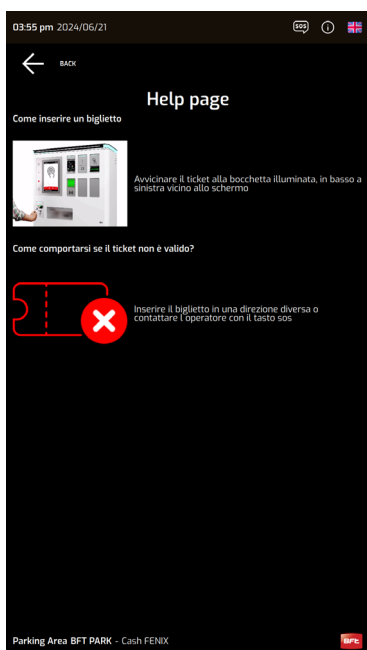 03:55 pm 2024/06/21 SOS i
BACK
Help page
Come inserire un biglietto
Avvicinare il ticket alla bocchetta illuminata, in basso a
sinistra vicino allo schermo
Come comportarsi se il ticket non è valido?
Inserire il biglietto in una direzione diversa o
contattare l operatore con il tasto sos
Parking Area BFT PARK - Cash FENIX BFT